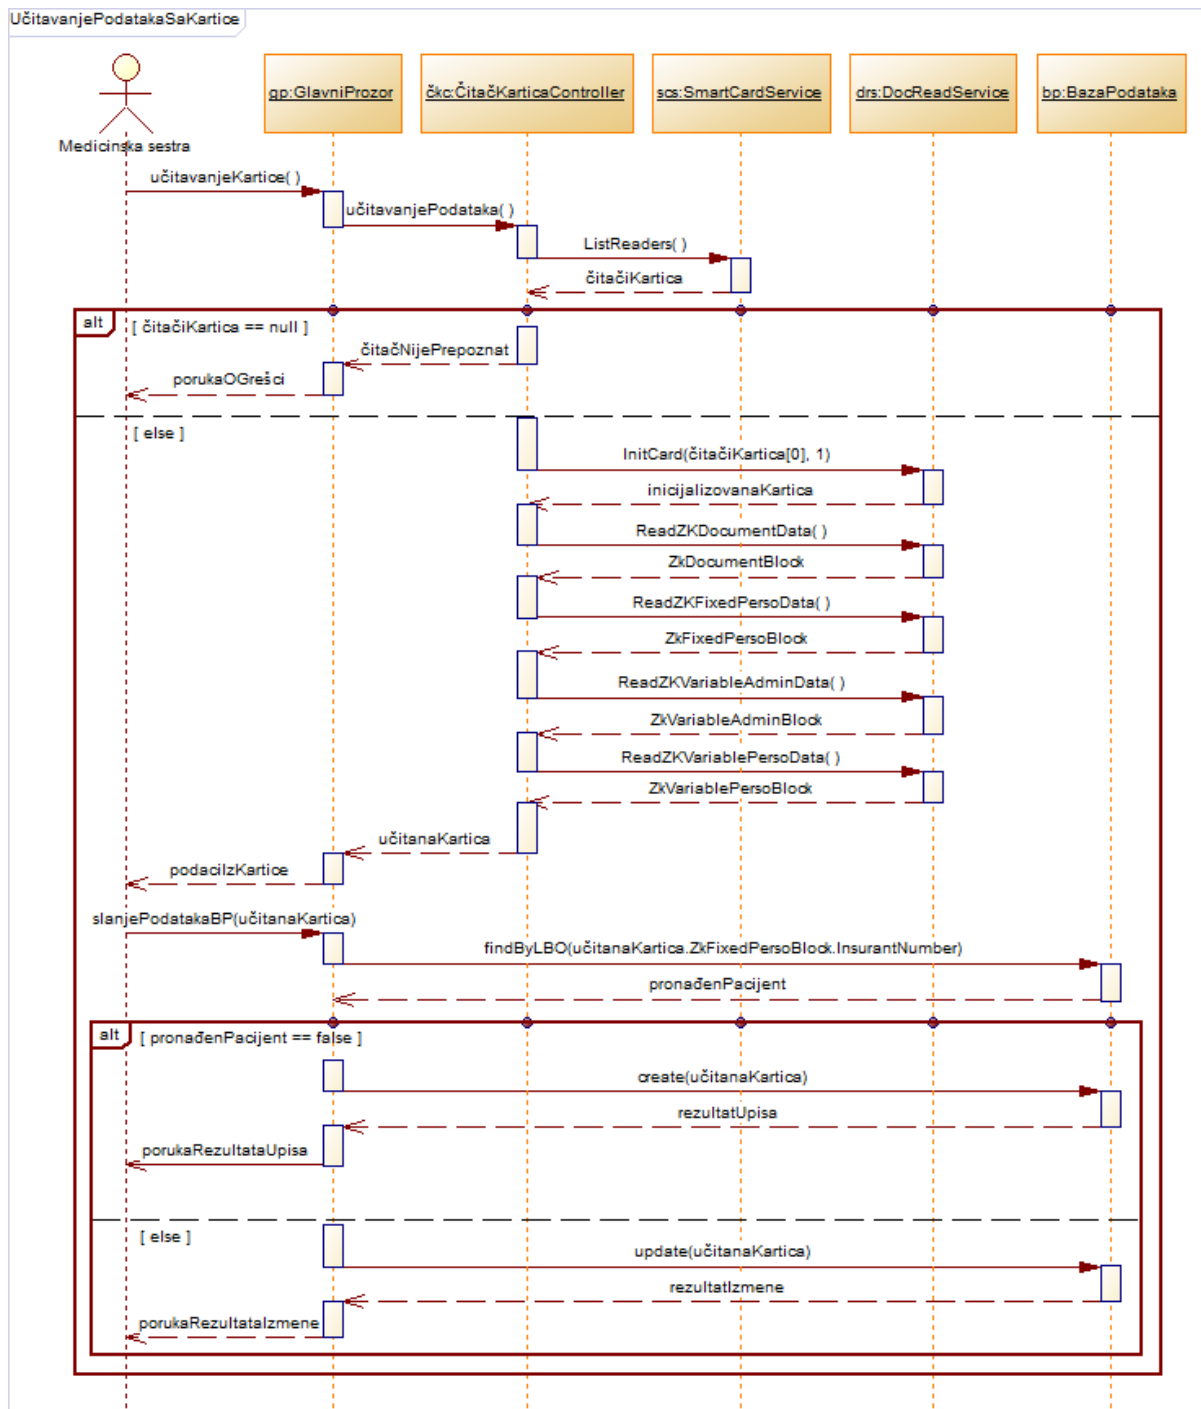 UčitavanjePodatakaSaKartice
Medicinska sestra
gp:GlavniProzor
čkc:ČitačKarticaController
scs:SmartCardService
drs:DocReadService
bp:BazaPodataka
učitavanjeKartice( )
učitavanjePodataka( )
ListReaders( )
čitačiKartica
alt
[ čitačiKartica == null ]
čitačNijePrepoznat
porukaOGrešci
[ else ]
InitCard(čitačiKartica[0], 1)
inicijalizovanaKartica
ReadZKDocumentData( )
ZkDocumentBlock
ReadZKFixedPersoData( )
ZkFixedPersoBlock
ReadZKVariableAdminData( )
ZkVariableAdminBlock
ReadZKVariablePersoData( )
ZkVariablePersoBlock
učitanaKartica
podaciIzKartice
slanjePodatakaBP(učitanaKartica)
findByLBO(učitanaKartica.ZkFixedPersoBlock.InsurantNumber)
pronađenPacijent
alt
[ pronađenPacijent == false ]
create(učitanaKartica)
rezultatUpisa
porukaRezultataUpisa
[ else ]
update(učitanaKartica)
rezultatIzmene
porukaRezultataIzmene